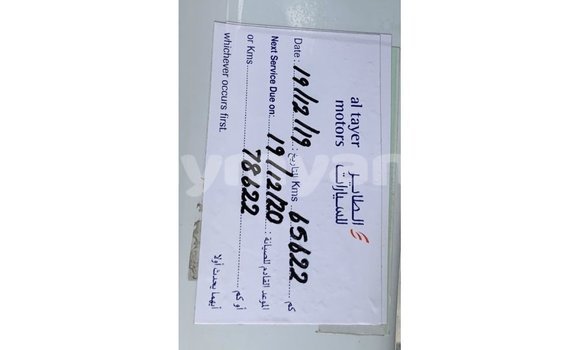 al tayer الطاير
motors للسيارات
Date: 19/12/19 التاريخ: Kms 65622 كم
Next Service Due on: 19/12/20 الموعد القادم للصيانة:
or Kms 78622 أو كم
whichever occurs first. أيهما يحدث أولا